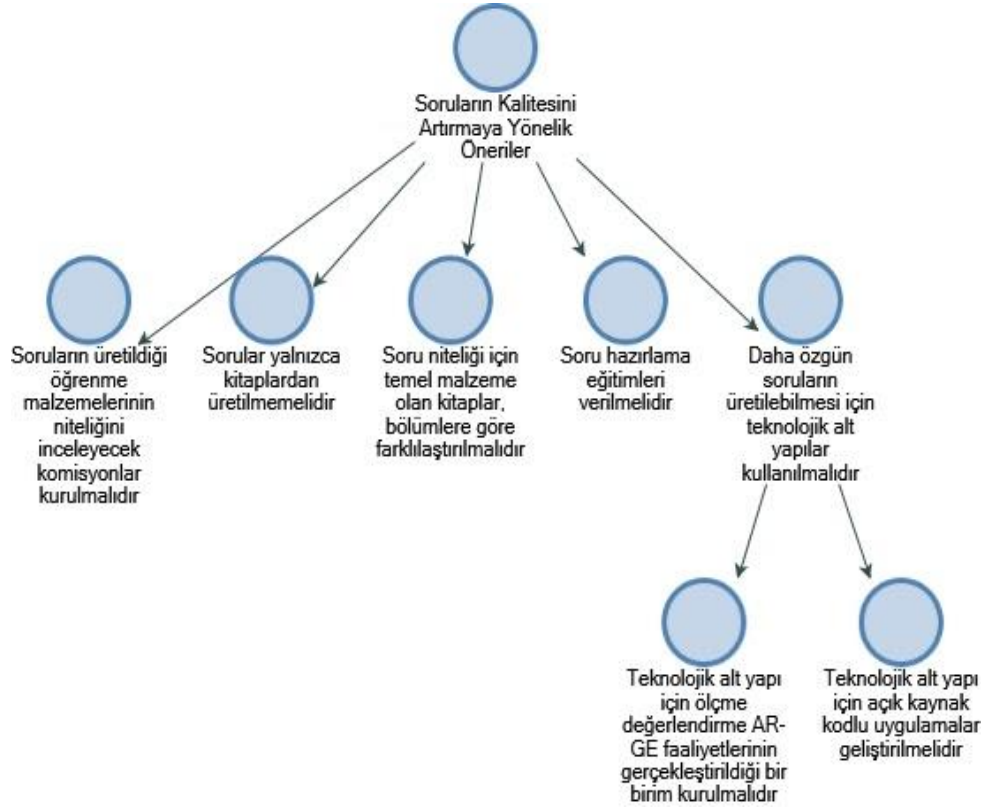 Soruların Kalitesini
Artırmaya Yönelik
Öneriler
Soruların üretildiği
öğrenme
malzemelerinin
niteliğini
inceleyecek
komisyonlar
kurulmalıdır
Sorular yalnızca
kitaplardan
üretilmemelidir
Soru niteliği için
temel malzeme
olan kitaplar,
bölümlere göre
farklılaştırılmalıdır
Soru hazırlama
eğitimleri
verilmelidir
Daha özgün
soruların
üretilebilmesi için
teknolojik alt
yapılar
kullanılmalıdır
Teknolojik alt yapı
için ölçme
değerlendirme AR-
GE faaliyetlerinin
gerçekleştirildiği bir
birim kurulmalıdır
Teknolojik alt yapı
için açık kaynak
kodlu uygulamalar
geliştirilmelidir